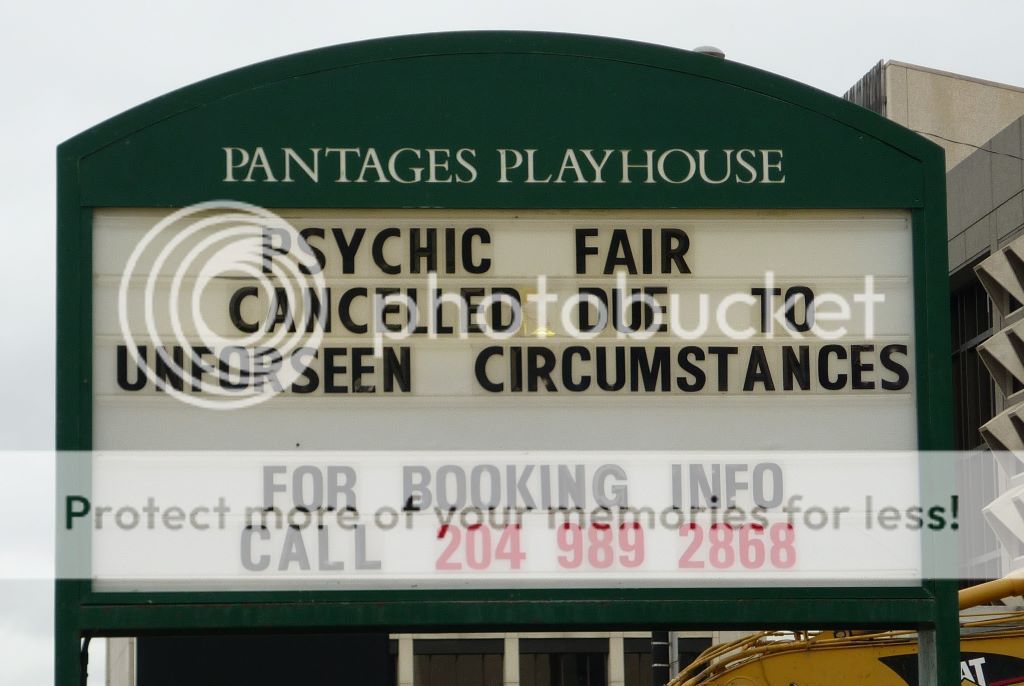 PANTAGES PLAYHOUSE
PSYCHIC FAIR
CANCELLED DUE TO
photobucket
UNFORSEEN CIRCUMSTANCES
FOR BOOKING INFO
Protect more of your memories for less!
CALL 204 989 2868
AT